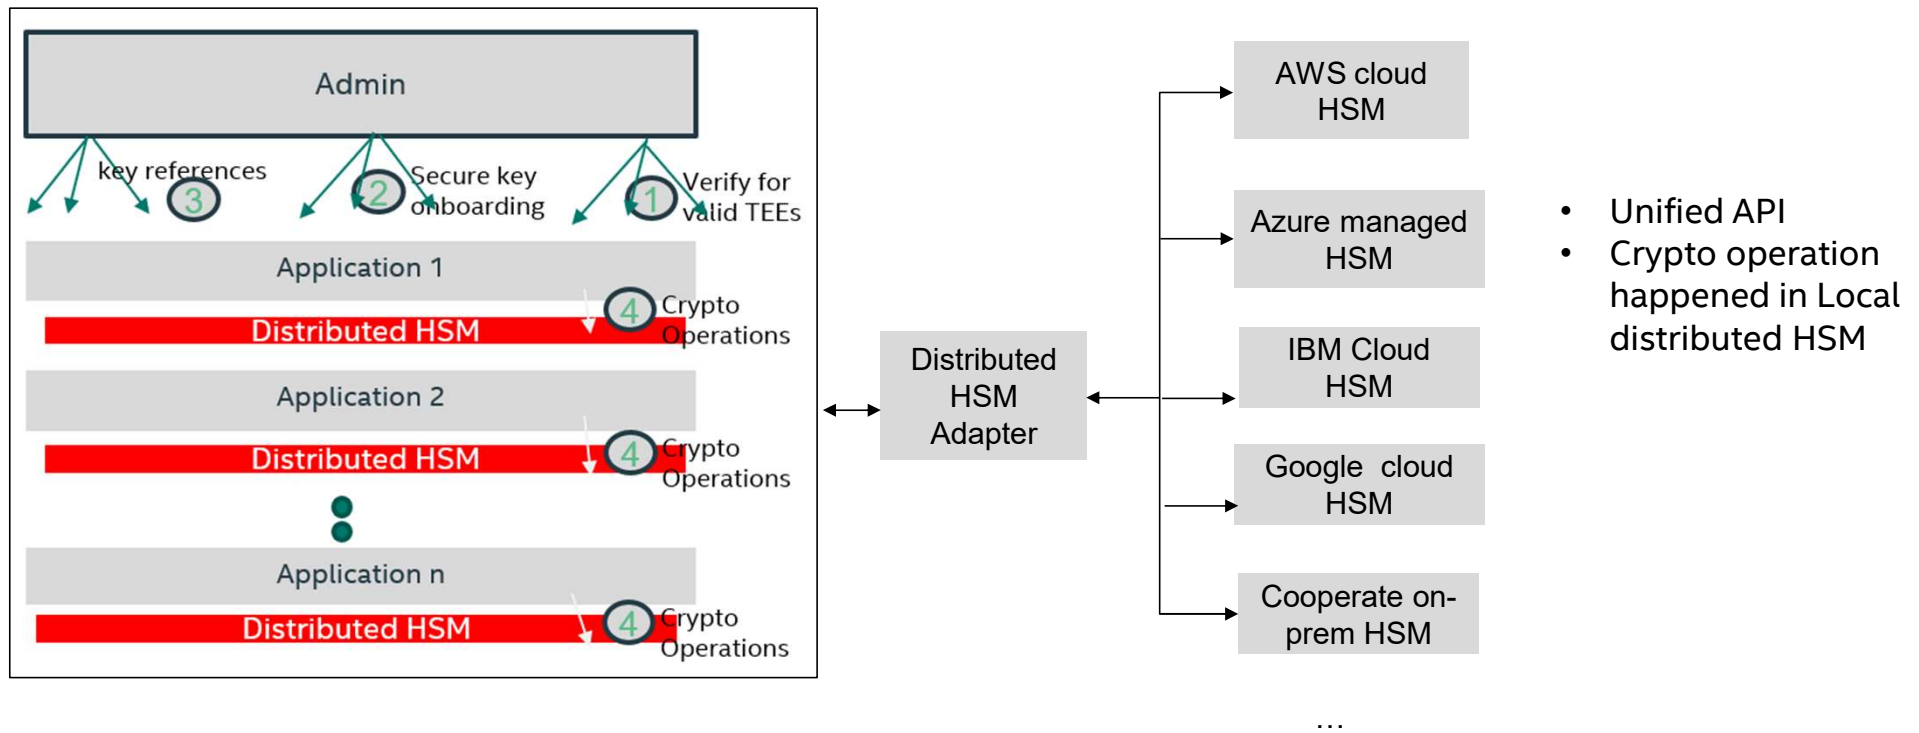 Admin
key references
3
2
Secure key
onboarding
1
Verify for
valid TEEs
Application 1
4
Crypto
Operations
Distributed HSM
Application 2
4
Crypto
Operations
Distributed HSM
Application n
4
Crypto
Operations
Distributed HSM
Distributed
HSM
Adapter
AWS cloud
HSM
Azure managed
HSM
IBM Cloud
HSM
Google  cloud
HSM
Cooperate on-
prem HSM
...
• Unified API
• Crypto operation
happened in Local
distributed HSM